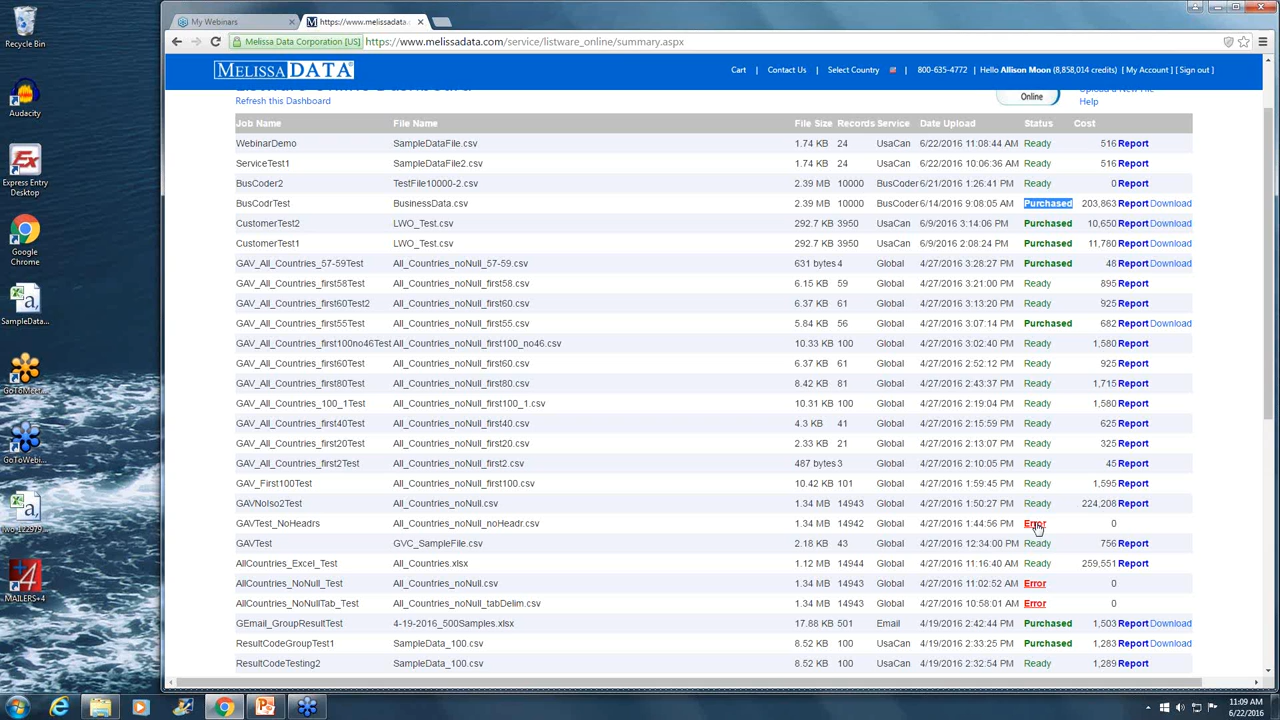 My Webinars
https://www.melissadata.
Melissa Data Corporation [US] https://www.melissadata.com/service/listware_online/summary.aspx
MELISSADATA
Cart Contact Us Select Country 800-635-4772 Hello Allison Moon (8,858,014 credits) [ My Account ] [ Sign out ]
Refresh this Dashboard
Online
Help
Job Name File Name File Size Records Service Date Upload Status Cost
WebinarDemo SampleDataFile.csv 1.74 KB 24 UsaCan 6/22/2016 11:08:44 AM Ready 516 Report
ServiceTest1 SampleDataFile2.csv 1.74 KB 24 UsaCan 6/22/2016 10:06:36 AM Ready 516 Report
BusCoder2 TestFile10000-2.csv 2.39 MB 10000 BusCoder 6/21/2016 1:26:41 PM Ready 0 Report
BusCodrTest BusinessData.csv 2.39 MB 10000 BusCoder 6/14/2016 9:08:05 AM Purchased 203,863 Report Download
CustomerTest2 LWO_Test.csv 292.7 KB 3950 UsaCan 6/9/2016 3:14:06 PM Purchased 10,650 Report Download
CustomerTest1 LWO_Test.csv 292.7 KB 3950 UsaCan 6/9/2016 2:08:24 PM Purchased 11,780 Report Download
GAV_All_Countries_57-59Test All_Countries_noNull_57-59.csv 631 bytes 4 Global 4/27/2016 3:28:27 PM Purchased 48 Report Download
GAV_All_Countries_first58Test All_Countries_noNull_first58.csv 6.15 KB 59 Global 4/27/2016 3:21:00 PM Ready 895 Report
GAV_All_Countries_first60Test2 All_Countries_noNull_first60.csv 6.37 KB 61 Global 4/27/2016 3:13:20 PM Ready 925 Report
GAV_All_Countries_first55Test All_Countries_noNull_first55.csv 5.84 KB 56 Global 4/27/2016 3:07:14 PM Purchased 682 Report Download
GAV_All_Countries_first100no46Test All_Countries_noNull_first100_no46.csv 10.33 KB 100 Global 4/27/2016 3:02:40 PM Ready 1,580 Report
GAV_All_Countries_first60Test All_Countries_noNull_first60.csv 6.37 KB 61 Global 4/27/2016 2:52:12 PM Ready 925 Report
GAV_All_Countries_first80Test All_Countries_noNull_first80.csv 8.42 KB 81 Global 4/27/2016 2:43:37 PM Ready 1,715 Report
GAV_All_Countries_100_1Test All_Countries_noNull_first100_1.csv 10.31 KB 100 Global 4/27/2016 2:19:04 PM Ready 1,580 Report
GAV_All_Countries_first40Test All_Countries_noNull_first40.csv 4.3 KB 41 Global 4/27/2016 2:15:59 PM Ready 625 Report
GAV_All_Countries_first20Test All_Countries_noNull_first20.csv 2.33 KB 21 Global 4/27/2016 2:13:07 PM Ready 325 Report
GAV_All_Countries_first2Test All_Countries_noNull_first2.csv 487 bytes 3 Global 4/27/2016 2:10:05 PM Ready 45 Report
GAV_First100Test All_Countries_noNull_first100.csv 10.42 KB 101 Global 4/27/2016 1:59:45 PM Ready 1,595 Report
GAVNoIso2Test All_Countries_noNull.csv 1.34 MB 14943 Global 4/27/2016 1:50:27 PM Ready 224,208 Report
GAVTest_NoHeadrs All_Countries_noNull_noHeadr.csv 1.34 MB 14942 Global 4/27/2016 1:44:56 PM Error 0
GAVTest GVC_SampleFile.csv 2.18 KB 43 Global 4/27/2016 12:34:00 PM Ready 756 Report
AllCountries_Excel_Test All_Countries.xlsx 1.12 MB 14944 Global 4/27/2016 11:16:40 AM Ready 259,551 Report
AllCountries_NoNull_Test All_Countries_noNull.csv 1.34 MB 14943 Global 4/27/2016 11:02:52 AM Error 0
AllCountries_NoNullTab_Test All_Countries_noNull_tabDelim.csv 1.34 MB 14943 Global 4/27/2016 10:58:01 AM Error 0
GEmail_GroupResultTest 4-19-2016_500Samples.xlsx 17.88 KB 501 Email 4/19/2016 2:42:44 PM Purchased 1,503 Report Download
ResultCodeGroupTest1 SampleData_100.csv 8.52 KB 100 UsaCan 4/19/2016 2:33:25 PM Purchased 1,283 Report Download
ResultCodeTesting2 SampleData_100.csv 8.52 KB 100 UsaCan 4/19/2016 2:32:54 PM Ready 1,289 Report
Recycle Bin
Audacity
Express Entry
Desktop
Google
Chrome
SampleData...
GoToMeet...
GoToWebi...
MAILERS+4
11:09 AM
6/22/2016